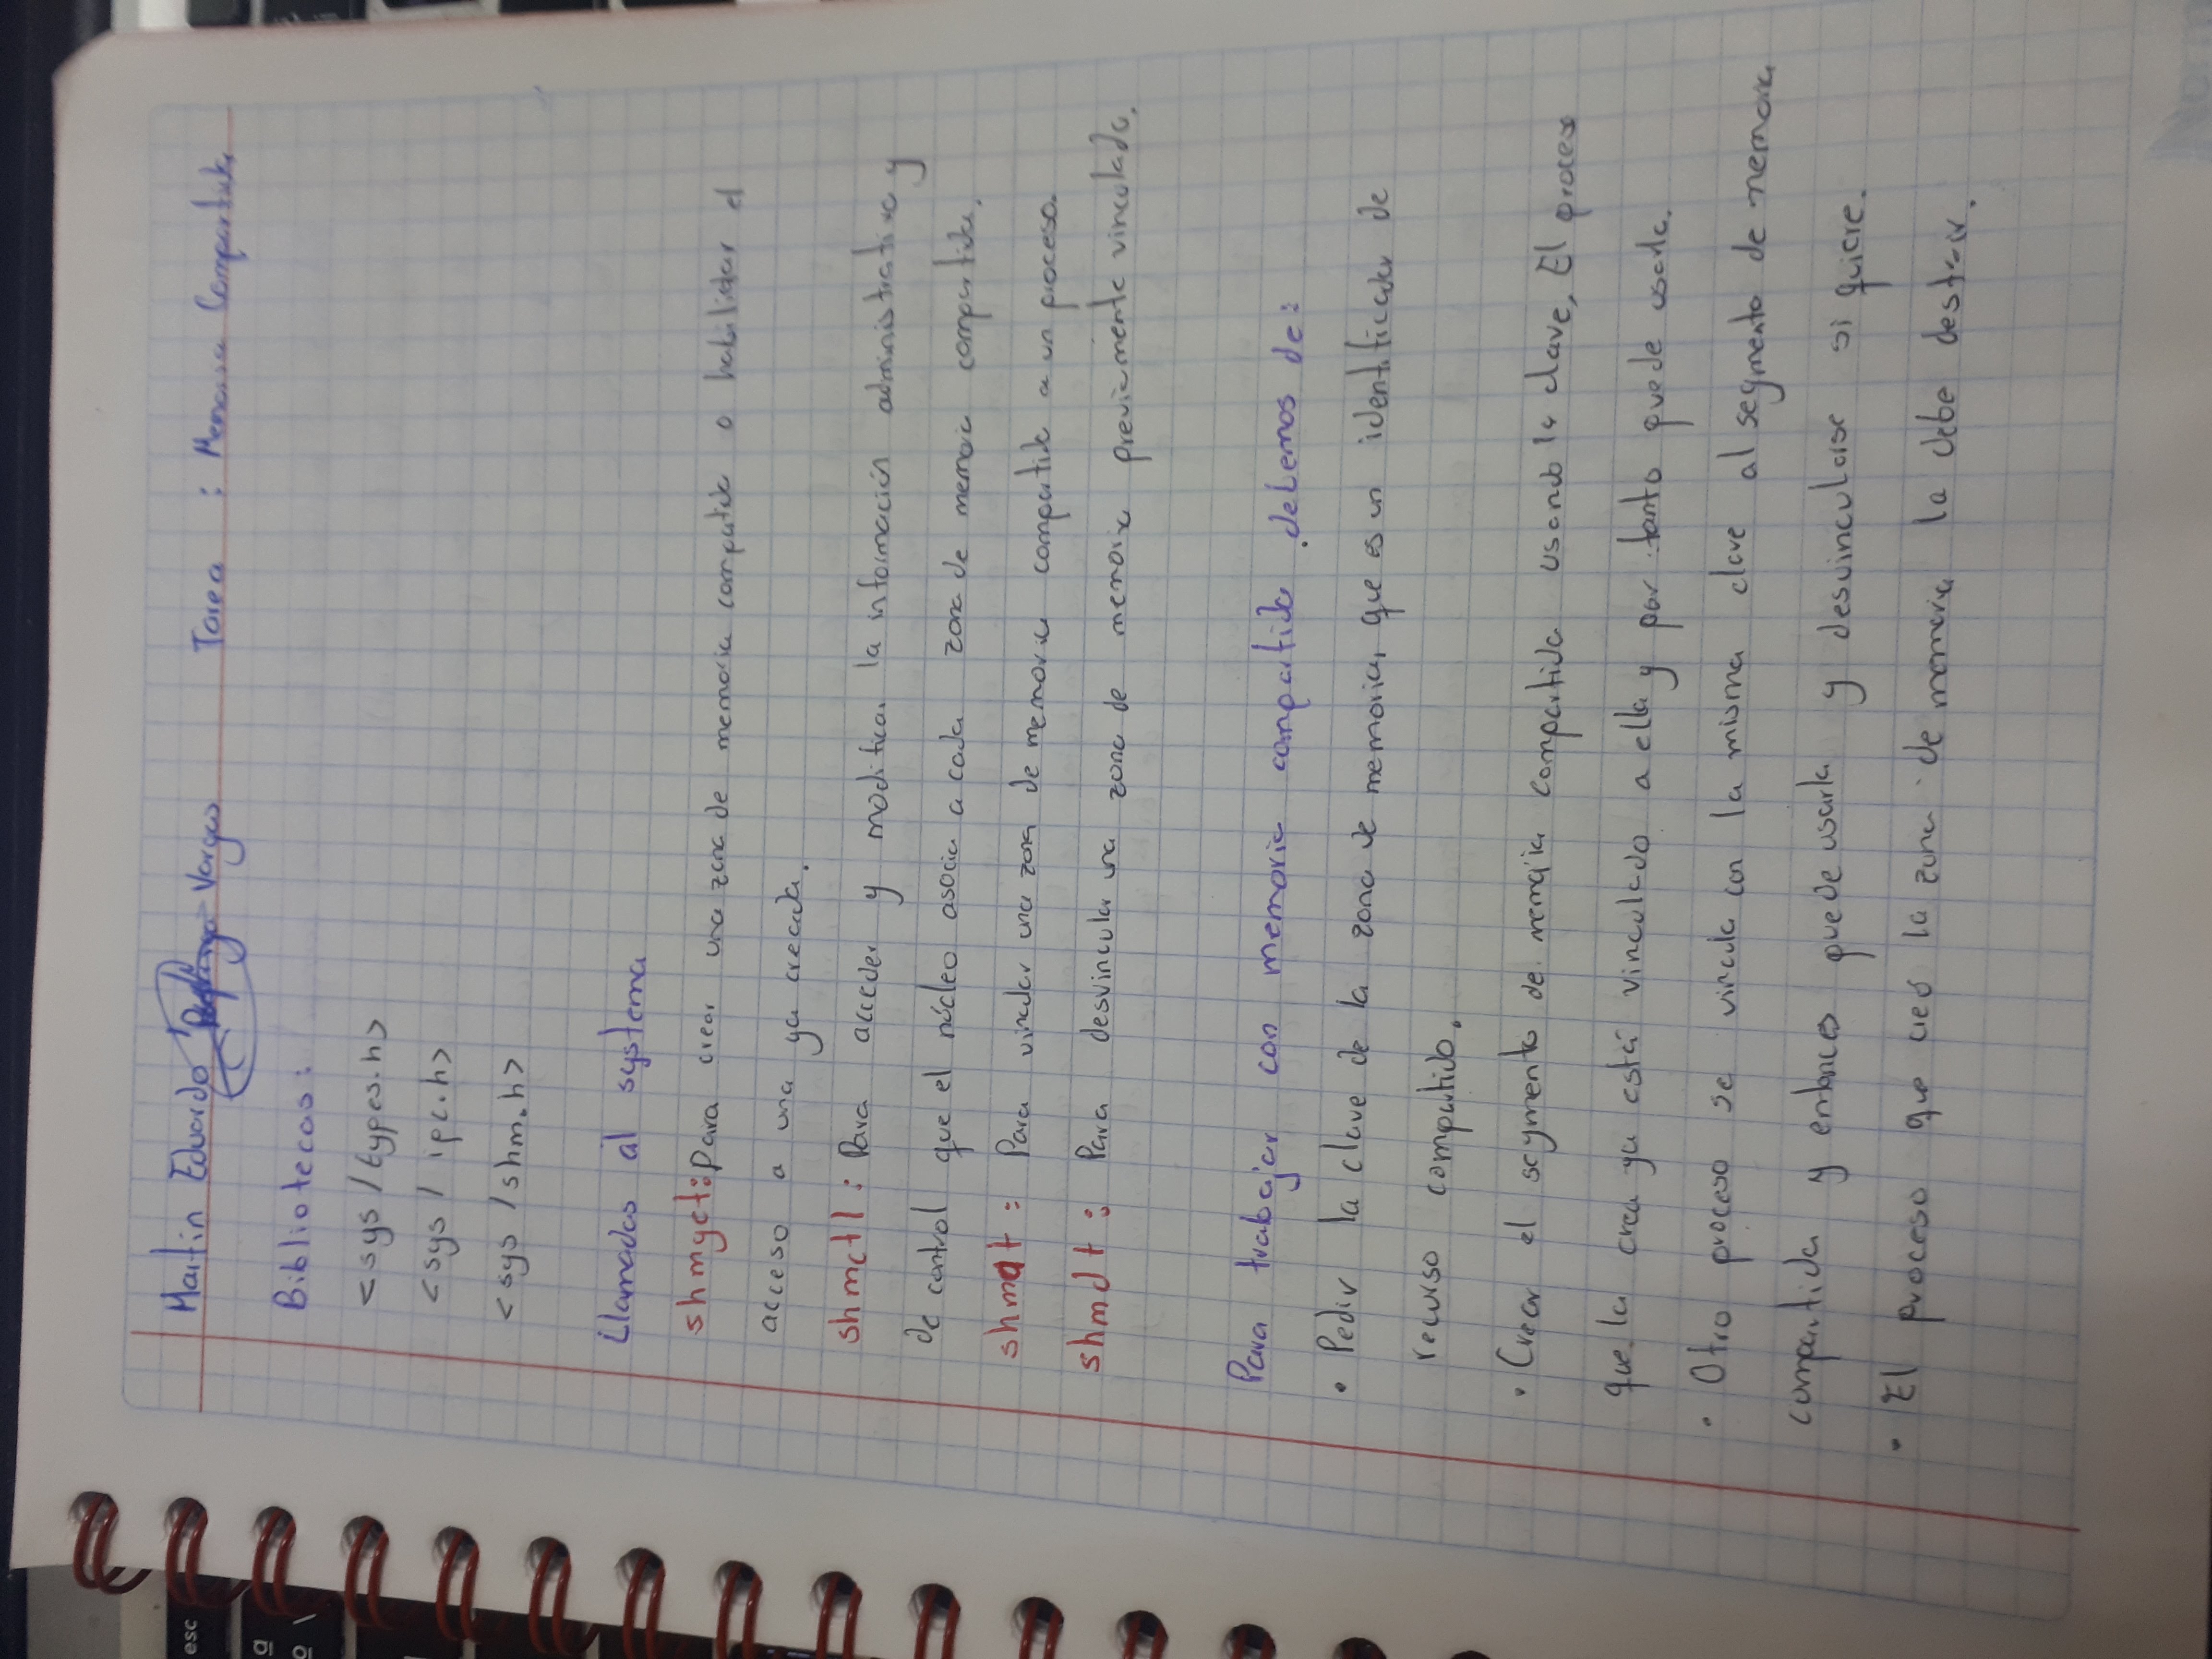 Martin Eduardo Vargas Tarea : Memoria Compartida
Bibliotecas:
<sys/types.h>
<sys/ ipc.h>
<sys/shm.h>
Llamadas al systema
shmget: Para crear una zona de memoria compartida o habilitar el
acceso a una ya creada.
shmctl: Para acceder y modificar la información administrativa y
de control que el núcleo asocia a cada zona de memoria compartida.
shmat: Para vincular una zona de memoria compartida a un proceso.
shmdt: Para desvincular una zona de memoria previamente vinculada.
Para trabajar con memoria compartida debemos de:
• Pedir la clave de la zona de memoria, que es un identificador de
recurso compartido.
• Crear el segmento de memoria compartida usando la clave, El proceso
que la crea ya está vinculado a ella y por tanto puede usarla.
• Otro proceso se vincula con la misma clave al segmento de memoria
compartida y entonces puede usarla y desvincularse si quiere.
• El proceso que creó la zona de memoria la debe destruir.
esc